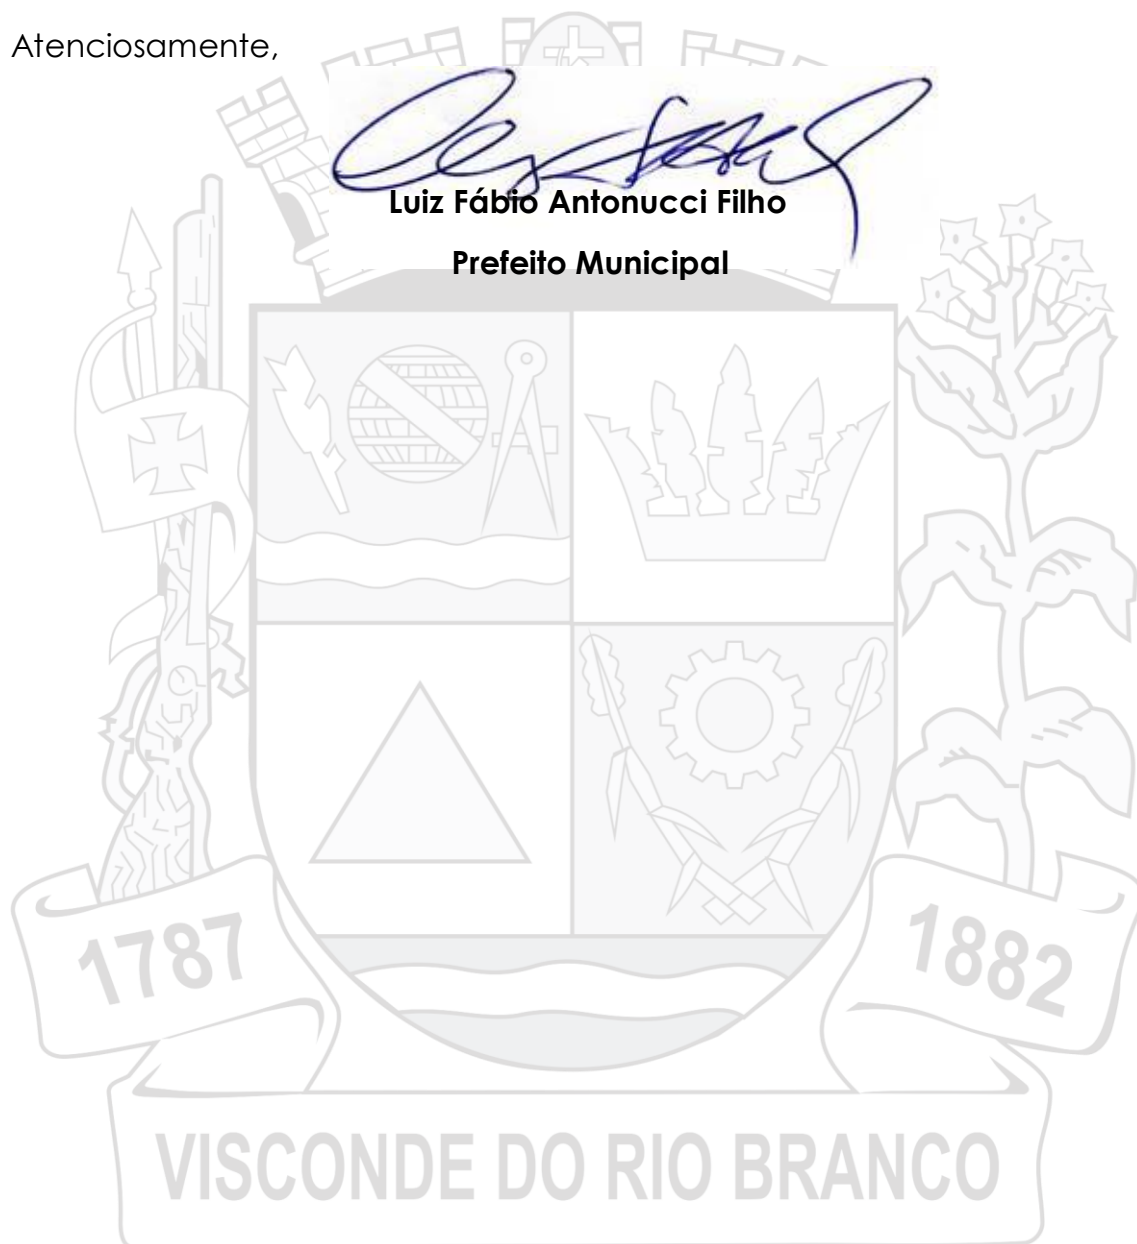 Atenciosamente,
Luiz Fábio Antonucci Filho
Prefeito Municipal
1787
1882
VISCONDE DO RIO BRANCO